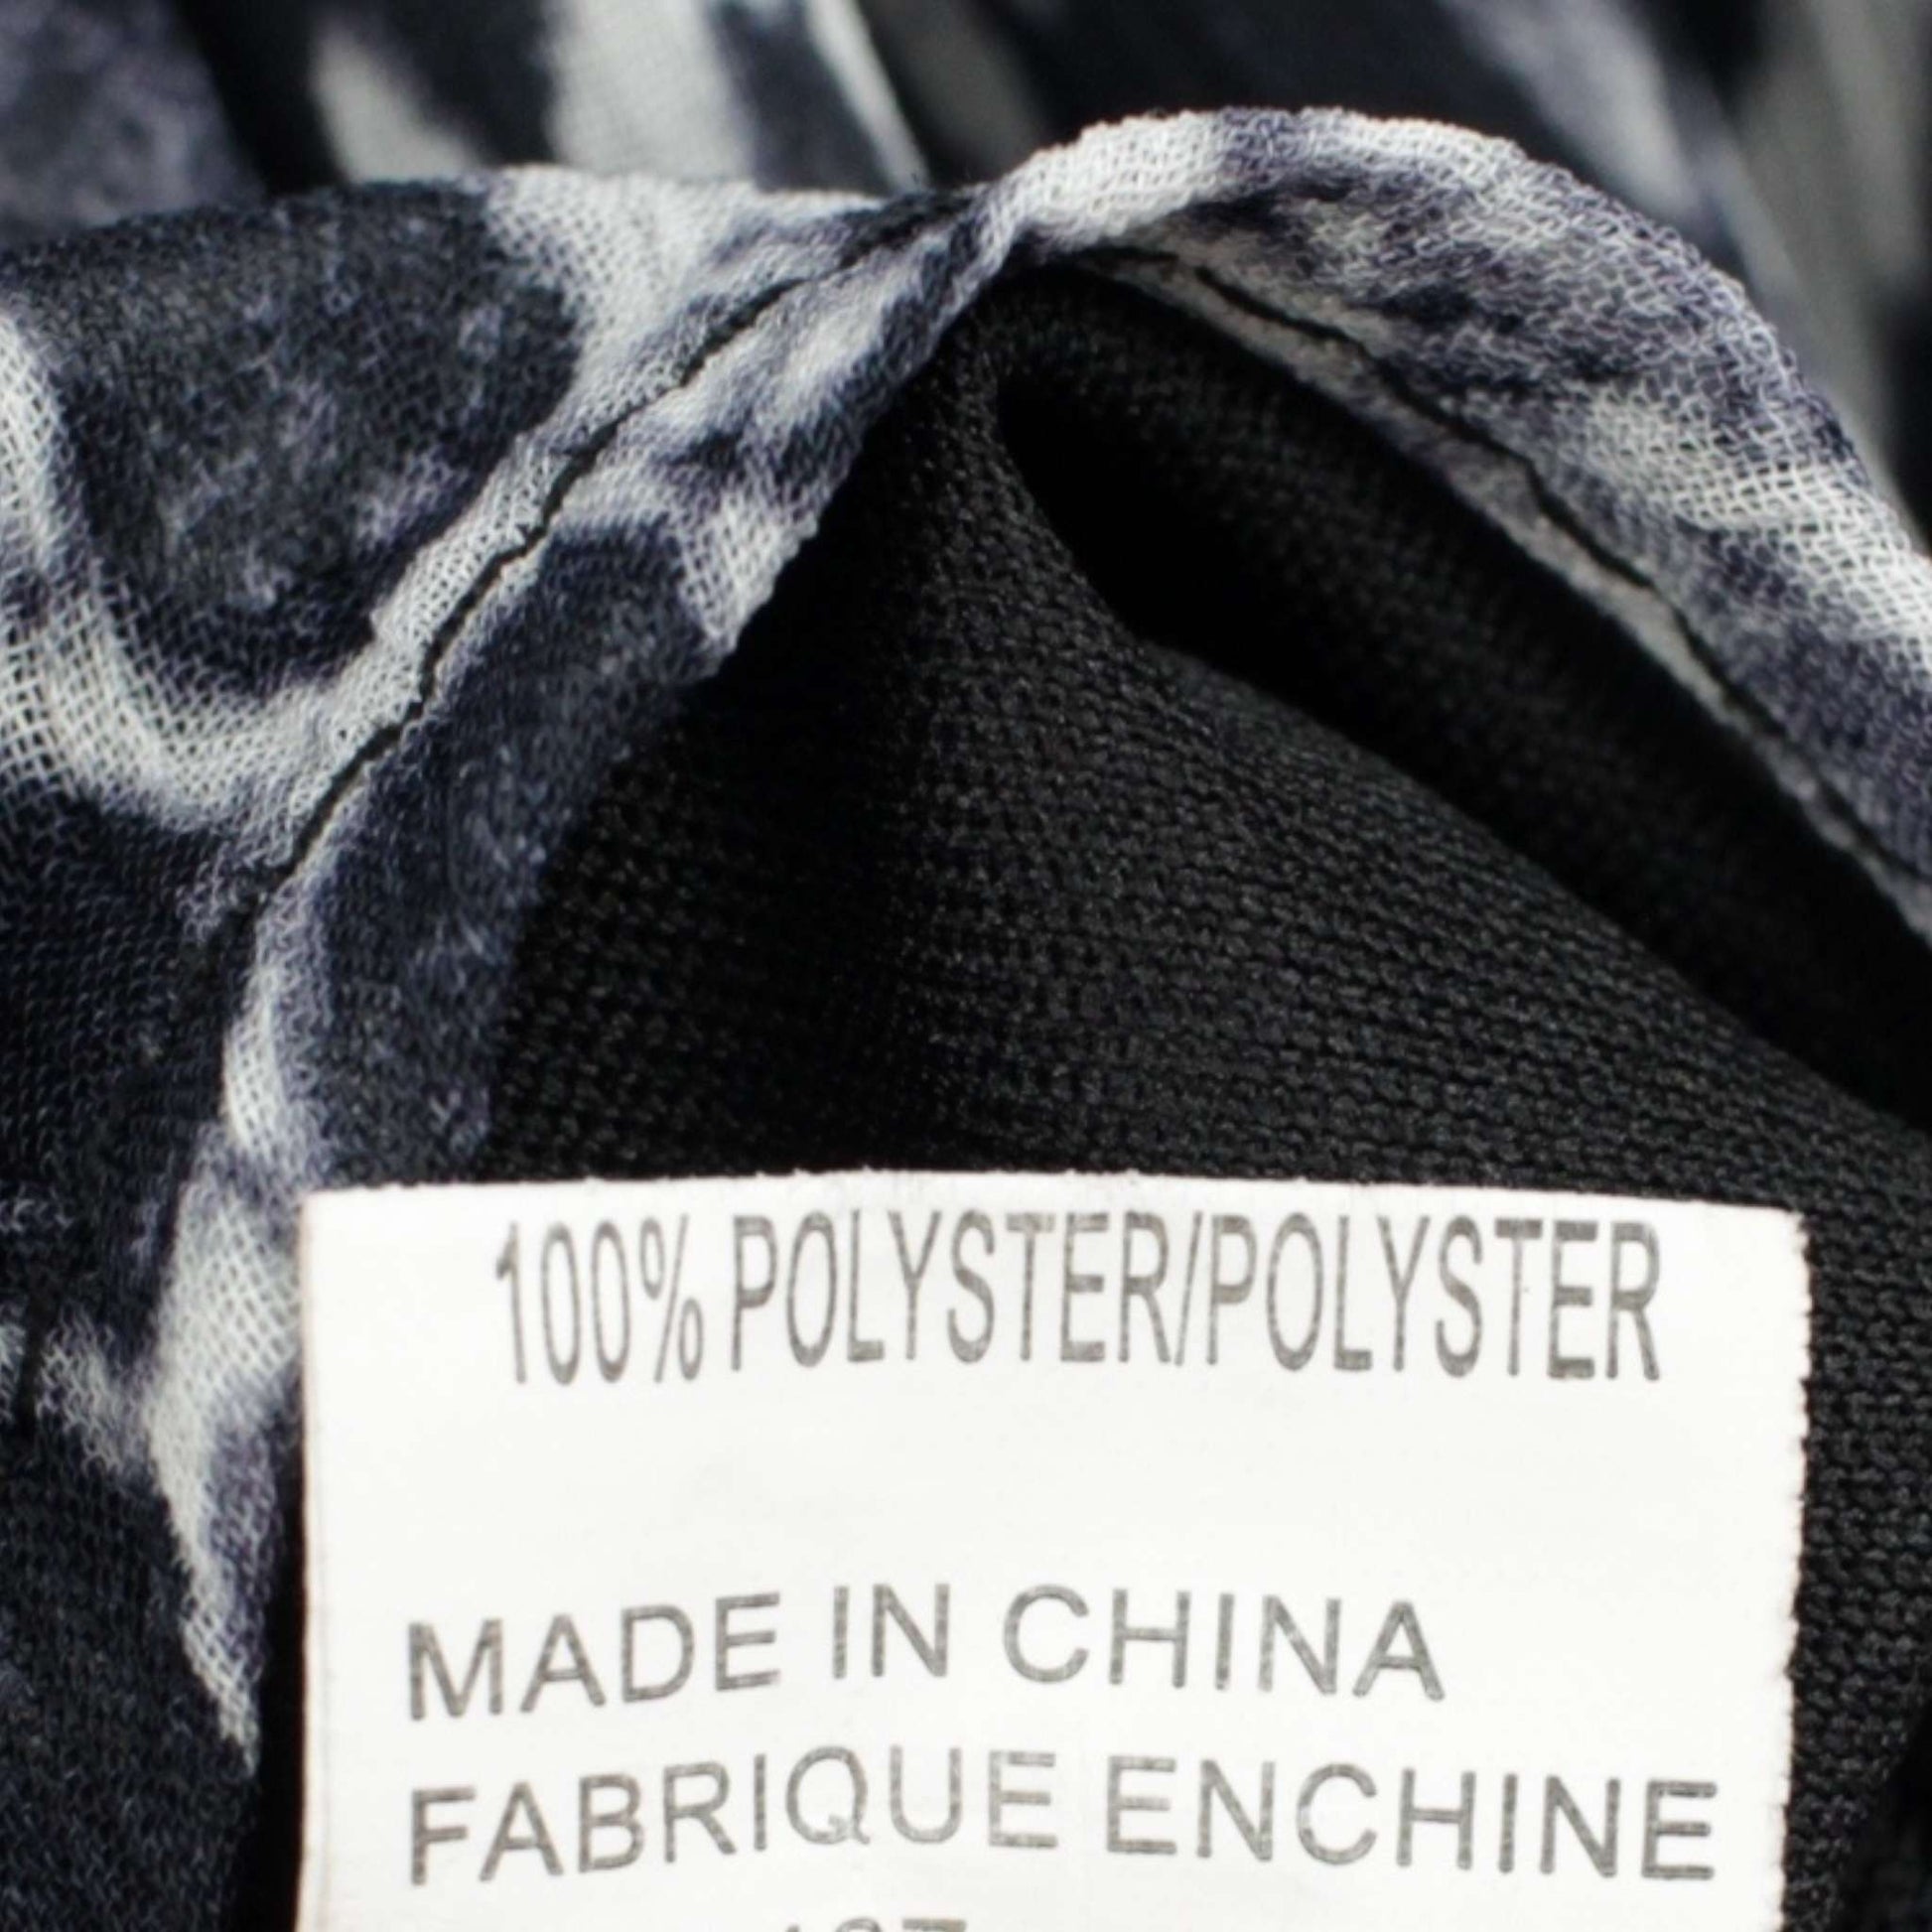 100% POLYSTER/POLYSTER
MADE IN CHINA
FABRIQUE ENCHINE